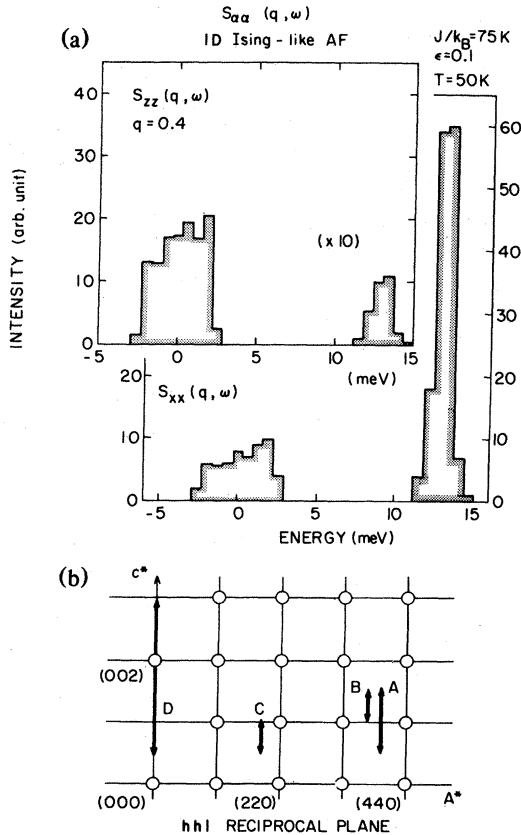 Sαα (q,ω)
(a) 1D Ising-like AF
J/kB=75K
ϵ=0.1
T=50K
Szz (q,ω)
q=0.4
(x10)
INTENSITY (arb. unit)
40
30
20
10
0
-5 0 5 10 15
(meV)
60
50
40
30
20
10
0
Sxx (q,ω)
20
10
0
-5 0 5 10 15
ENERGY (meV)
(b)
c*
(002)
D
C
B
A
(000)
(220)
(440)
A*
hhl RECIPROCAL PLANE